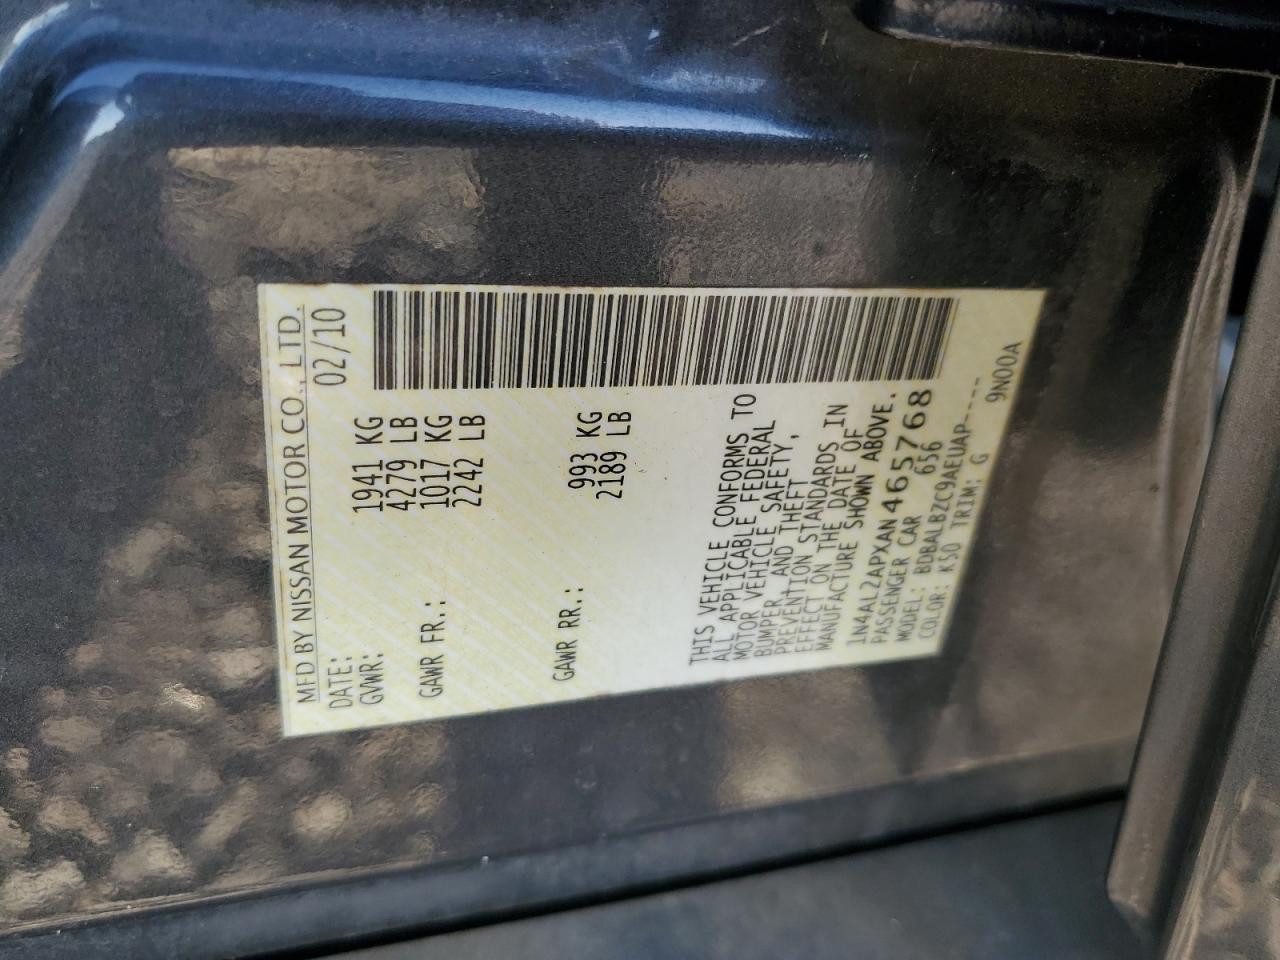 MFD BY NISSAN MOTOR CO., LTD.
DATE: 02/10
GVWR: 1941 KG
4279 LB
GAWR FR.: 1017 KG
2242 LB
GAWR RR.: 993 KG
2189 LB
THIS VEHICLE CONFORMS TO
ALL APPLICABLE FEDERAL
MOTOR VEHICLE SAFETY,
BUMPER, AND THEFT
PREVENTION STANDARDS IN
EFFECT ON THE DATE OF
MANUFACTURE SHOWN ABOVE.
1N4AL2APXAN465768
PASSENGER CAR 656
MODEL: BDBALBZC9AEUAP-----
COLOR: K50 TRIM: G
9N00A